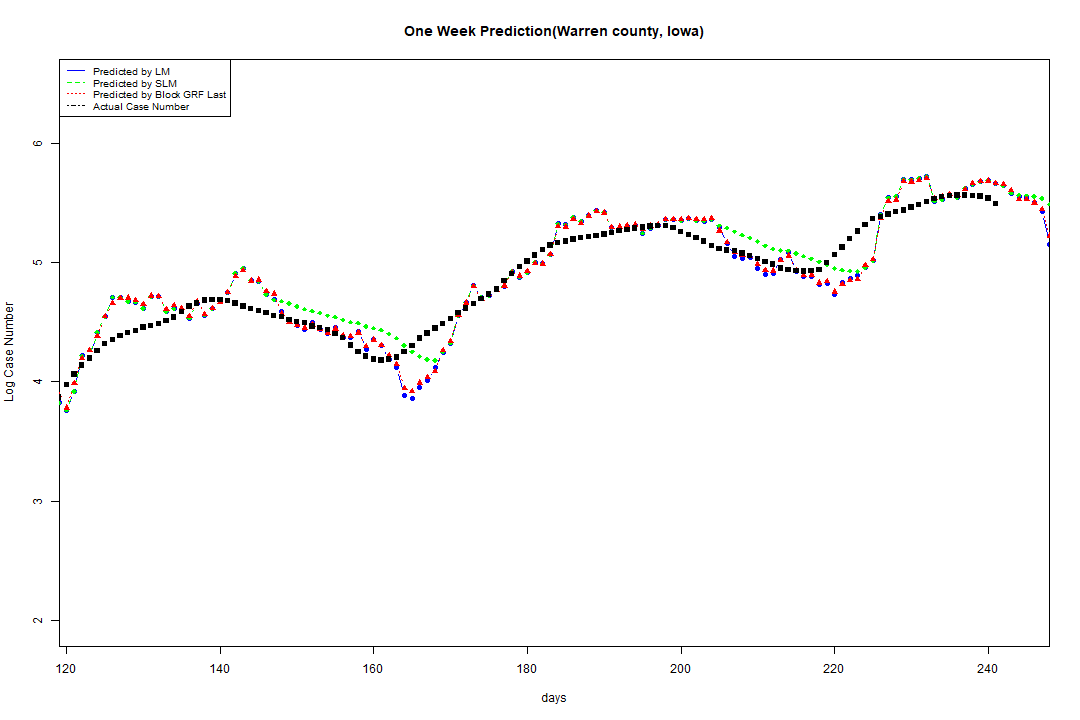 One Week Prediction(Warren county, Iowa)
Predicted by LM
Predicted by SLM
Predicted by Block GRF Last
Actual Case Number
6
5
4
3
2
Log Case Number
120 140 160 180 200 220 240
days